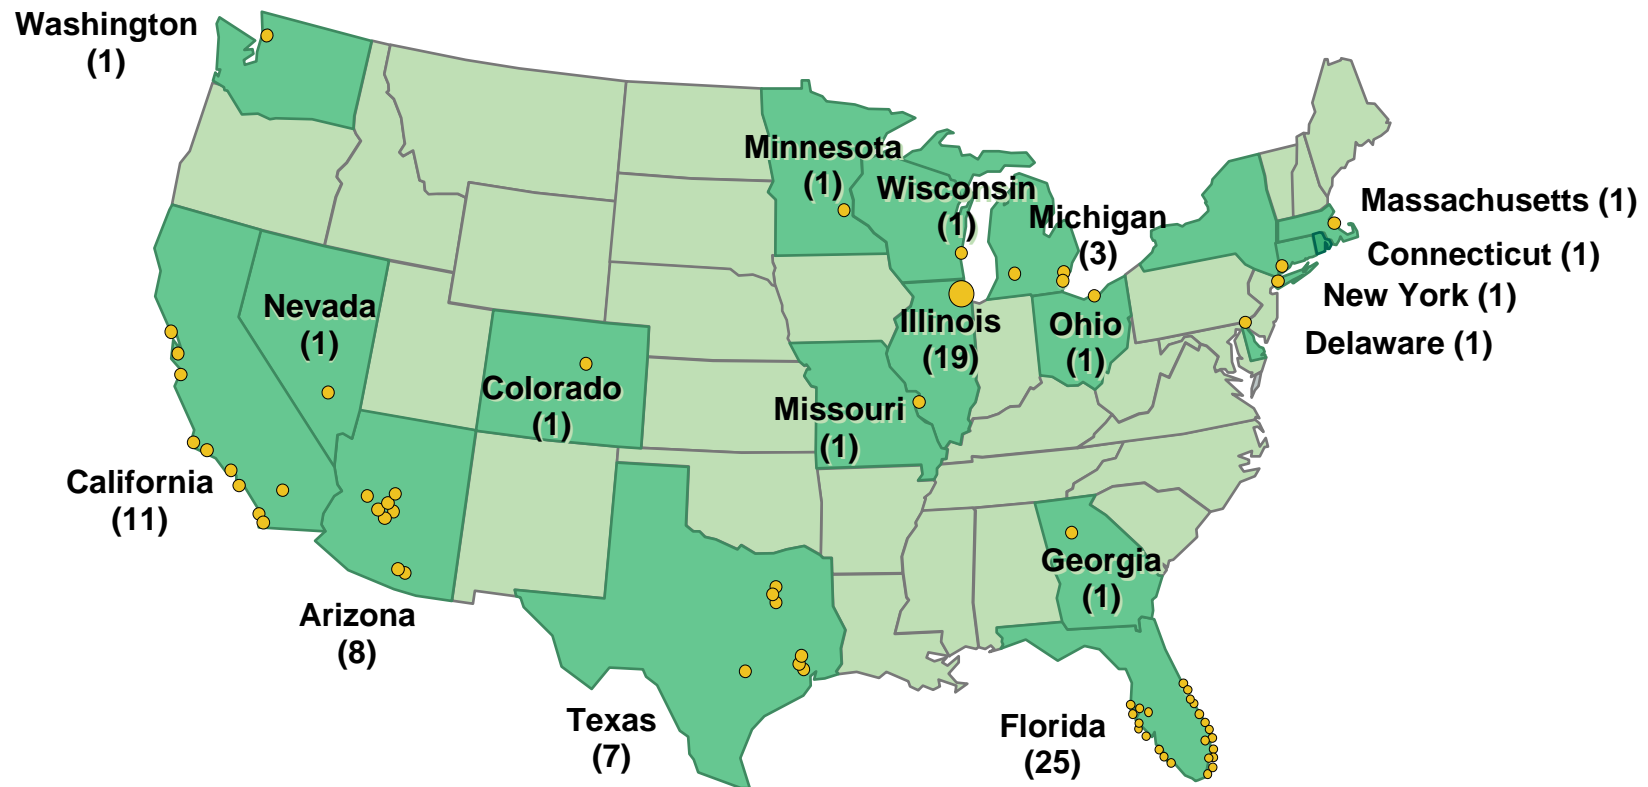 Washington
(1)
Minnesota
(1)
Wisconsin
(1)
Michigan
(3)
Massachusetts (1)
Connecticut (1)
New York (1)
Delaware (1)
Nevada
(1)
Illinois
(19)
Ohio
(1)
Colorado
(1)
Missouri
(1)
California
(11)
Arizona
(8)
Georgia
(1)
Texas
(7)
Florida
(25)